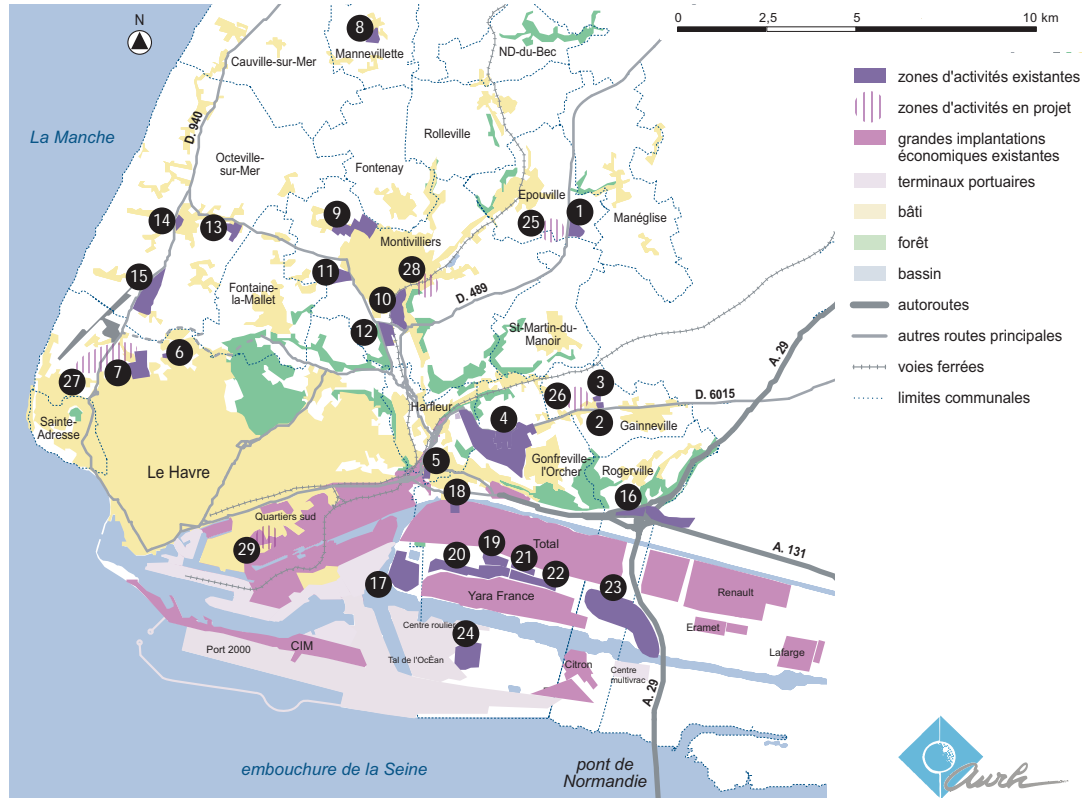 0
2,5
5
10 km
N
8
Mannevillette
Cauville-sur-Mer
ND-du-Bec
zones d'activités existantes
zones d'activités en projet
grandes implantations
économiques existantes
terminaux portuaires
bâti
forêt
bassin
autoroutes
autres routes principales
voies ferrées
limites communales
La Manche
D. 940
Rolleville
Octeville-
sur-Mer
Fontenay
Epouville
1
25
Manéglise
14
13
9
Montivilliers
28
15
11
Fontaine-
la-Mallet
10
D. 489
12
St-Martin-du-
Manoir
A. 29
6
7
27
3
26
D. 6015
2
Gainneville
Sainte-
Adresse
Harfleur
4
Gonfreville-
l'Orcher
Rogerville
5
Le Havre
16
18
Quartiers sud
29
A. 131
19
Total
20
21
22
17
Yara France
23
Renault
Eramet
Centre roulier
24
Lafarge
Port 2000
CIM
Tal de l'OcÈan
Citron
Centre
multivrac
A. 29
embouchure de la Seine
pont de
Normandie
aurh